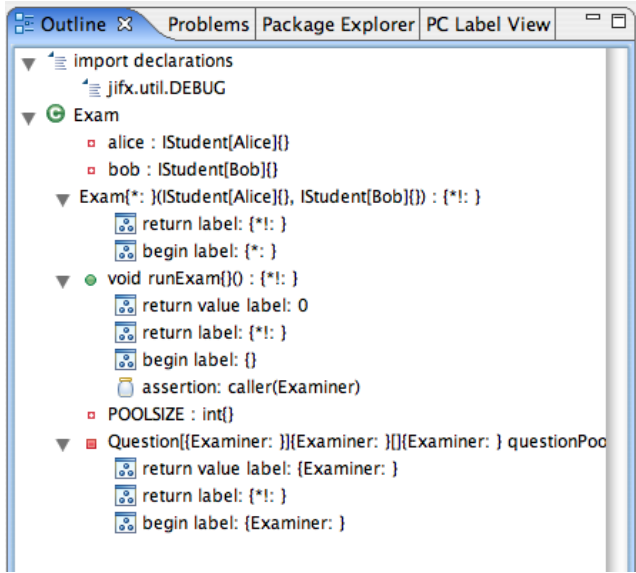 Outline Problems Package Explorer PC Label View
import declarations
jifx.util.DEBUG
Exam
alice : IStudent[Alice]{}
bob : IStudent[Bob]{}
Exam{*: }(IStudent[Alice]{}, IStudent[Bob]{}) : {*!: }
return label: {*!: }
begin label: {*: }
void runExam{}() : {*!: }
return value label: 0
return label: {*!: }
begin label: {}
assertion: caller(Examiner)
POOLSIZE : int{}
Question[{Examiner: }]{Examiner: }[]{Examiner: } questionPoo
return value label: {Examiner: }
return label: {*!: }
begin label: {Examiner: }